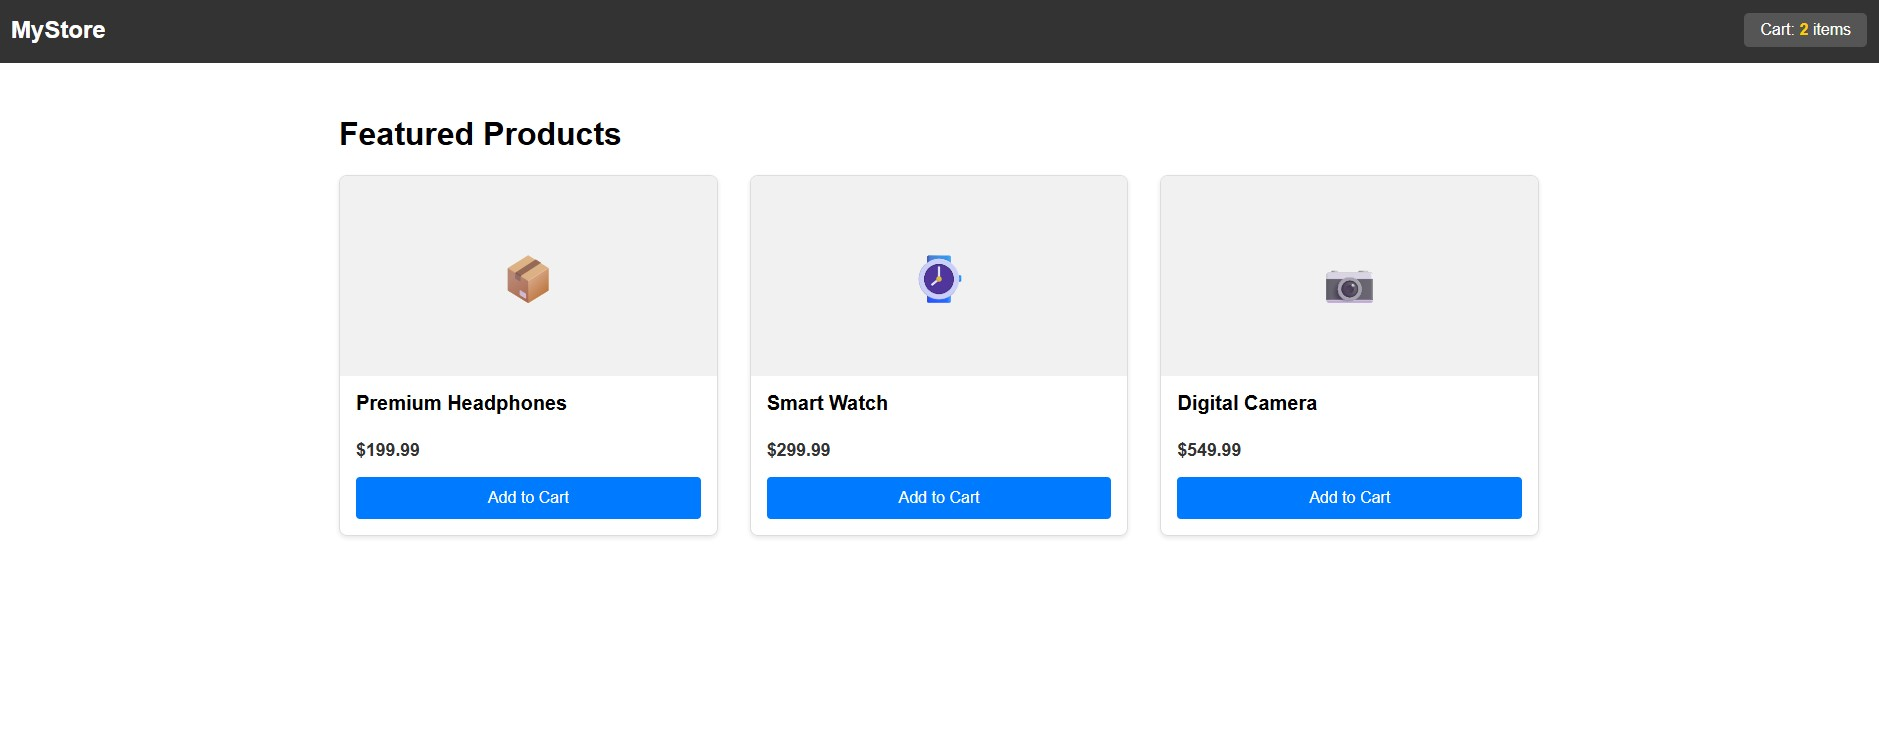 MyStore
Cart: 2 items
Featured Products
Premium Headphones
$199.99
Add to Cart
Smart Watch
$299.99
Add to Cart
Digital Camera
$549.99
Add to Cart